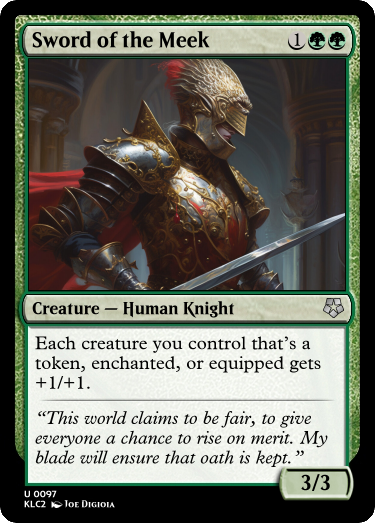 Sword of the Meek 1
Creature — Human Knight
Each creature you control that's a
token, enchanted, or equipped gets
+1/+1.
“This world claims to be fair, to give
everyone a chance to rise on merit. My
blade will ensure that oath is kept.”
3/3
U 0097
KLC2 Joe Digioia